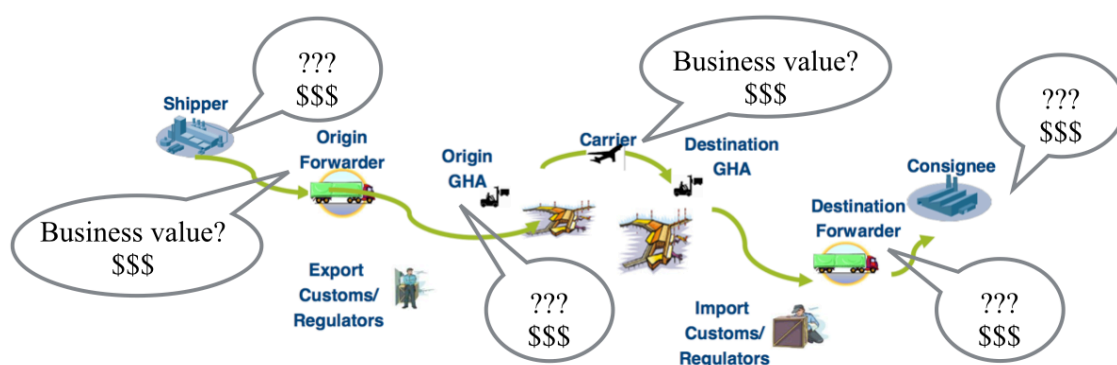 ???
$$$
Shipper
Origin
Forwarder
Business value?
$$$
Origin
GHA
Carrier
Business value?
$$$
Destination
GHA
???
$$$
Consignee
Destination
Forwarder
Export
Customs/
Regulators
???
$$$
Import
Customs/
Regulators
???
$$$